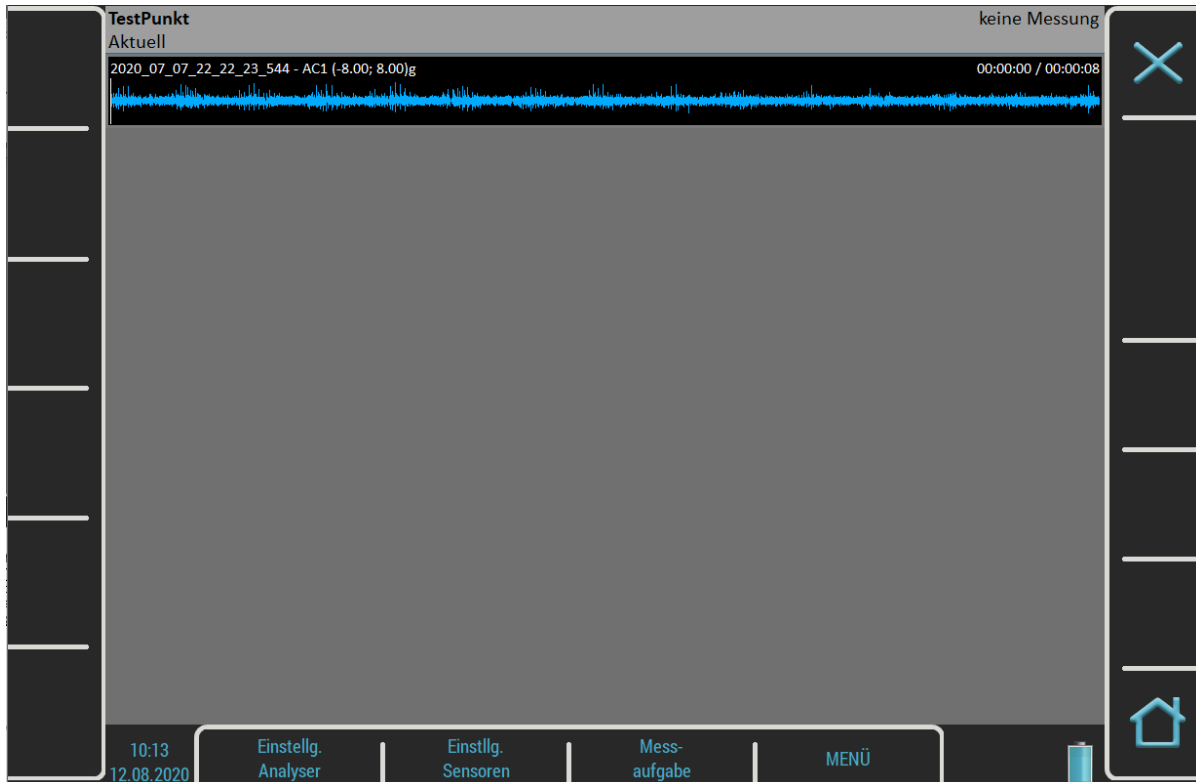 TestPunkt
keine Messung
Aktuell
2020_07_07_22_22_23_544 - AC1 (-8.00; 8.00)g
00:00:00 / 00:00:08
10:13
12.08.2020
Einstellg.
Analyser
Einstllg.
Sensoren
Mess-
aufgabe
MENÜ